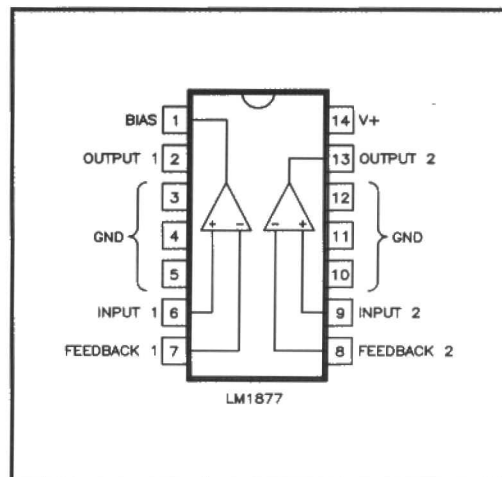 BIAS 1 14 V+
OUTPUT 1 2 13 OUTPUT 2
3 12
GND 4 11 GND
5 10
INPUT 1 6 9 INPUT 2
FEEDBACK 1 7 8 FEEDBACK 2
+ - - +
LM1877